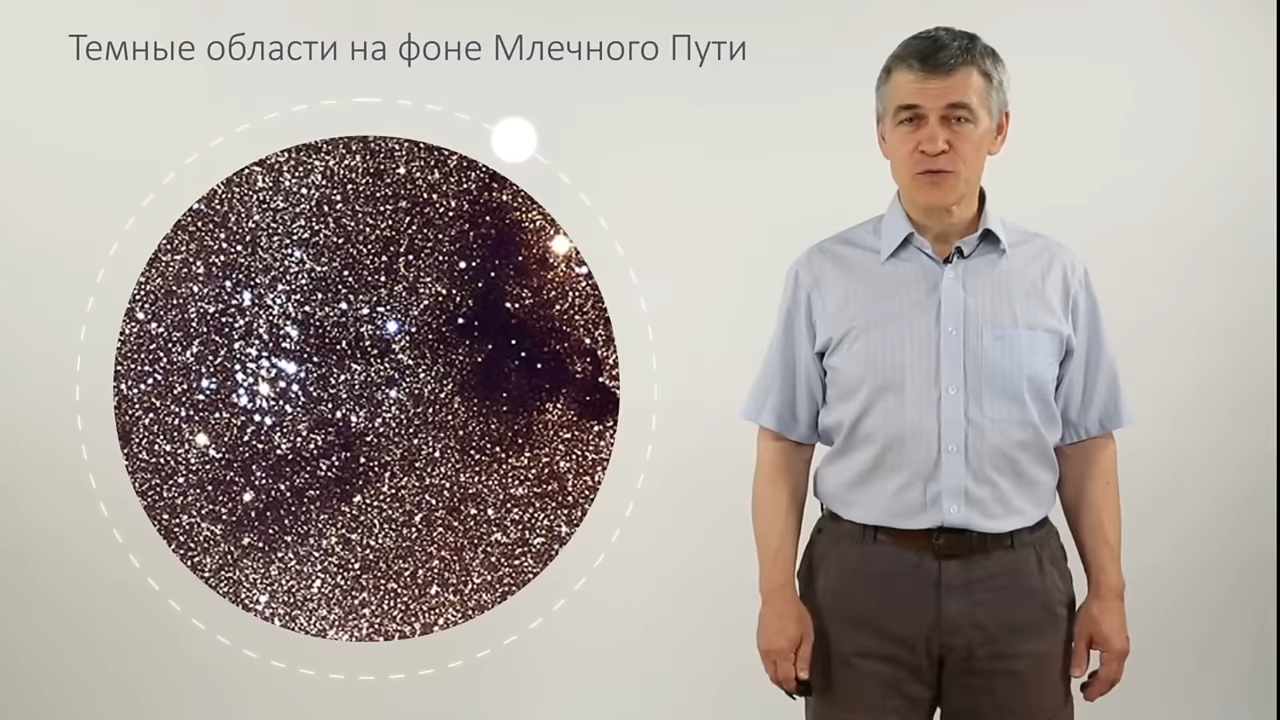 Темные области на фоне Млечного Пути